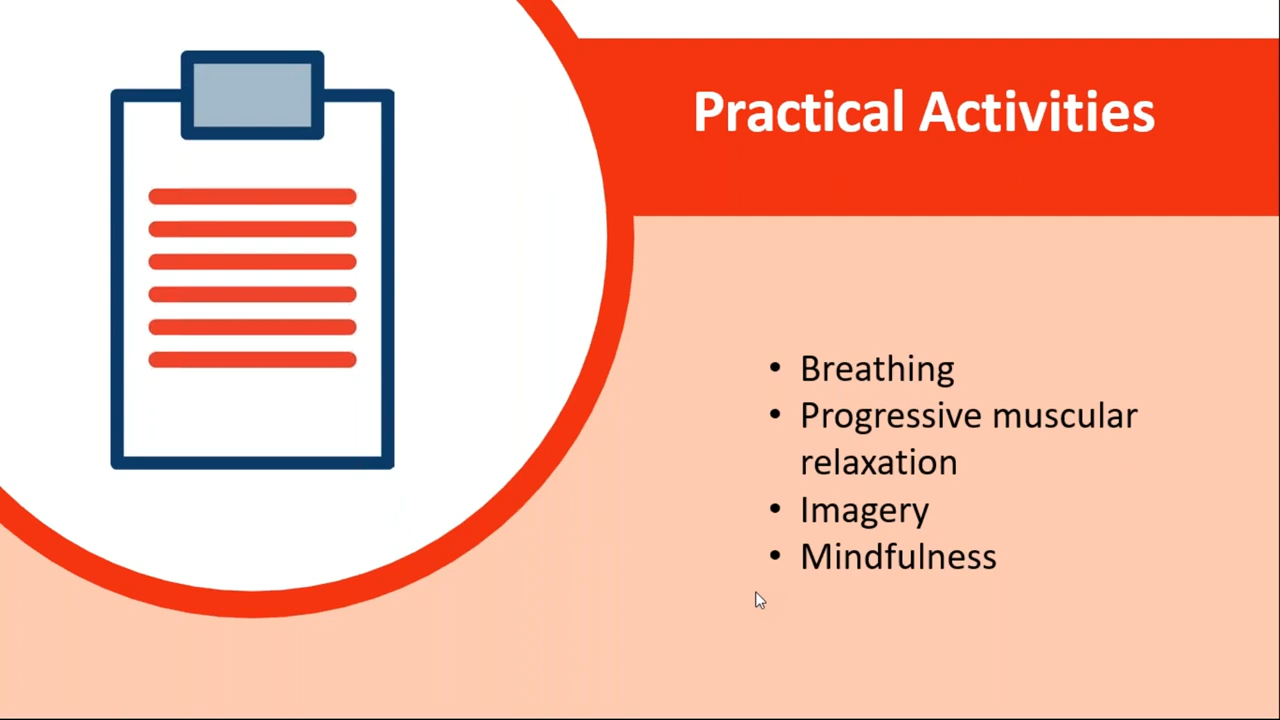 Practical Activities
• Breathing
• Progressive muscular
relaxation
• Imagery
• Mindfulness